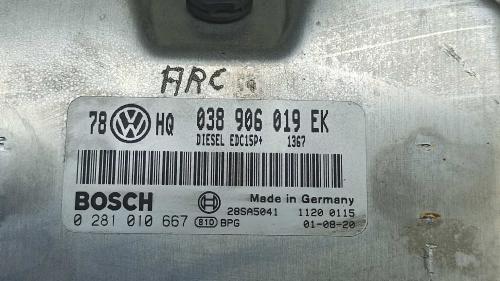 ARC
78 VW HQ 038 906 019 EK
DIESEL EDC15P+ 1367
BOSCH Made in Germany
28SA5041 1120 0115
0 281 010 667 BPG 01-08-20